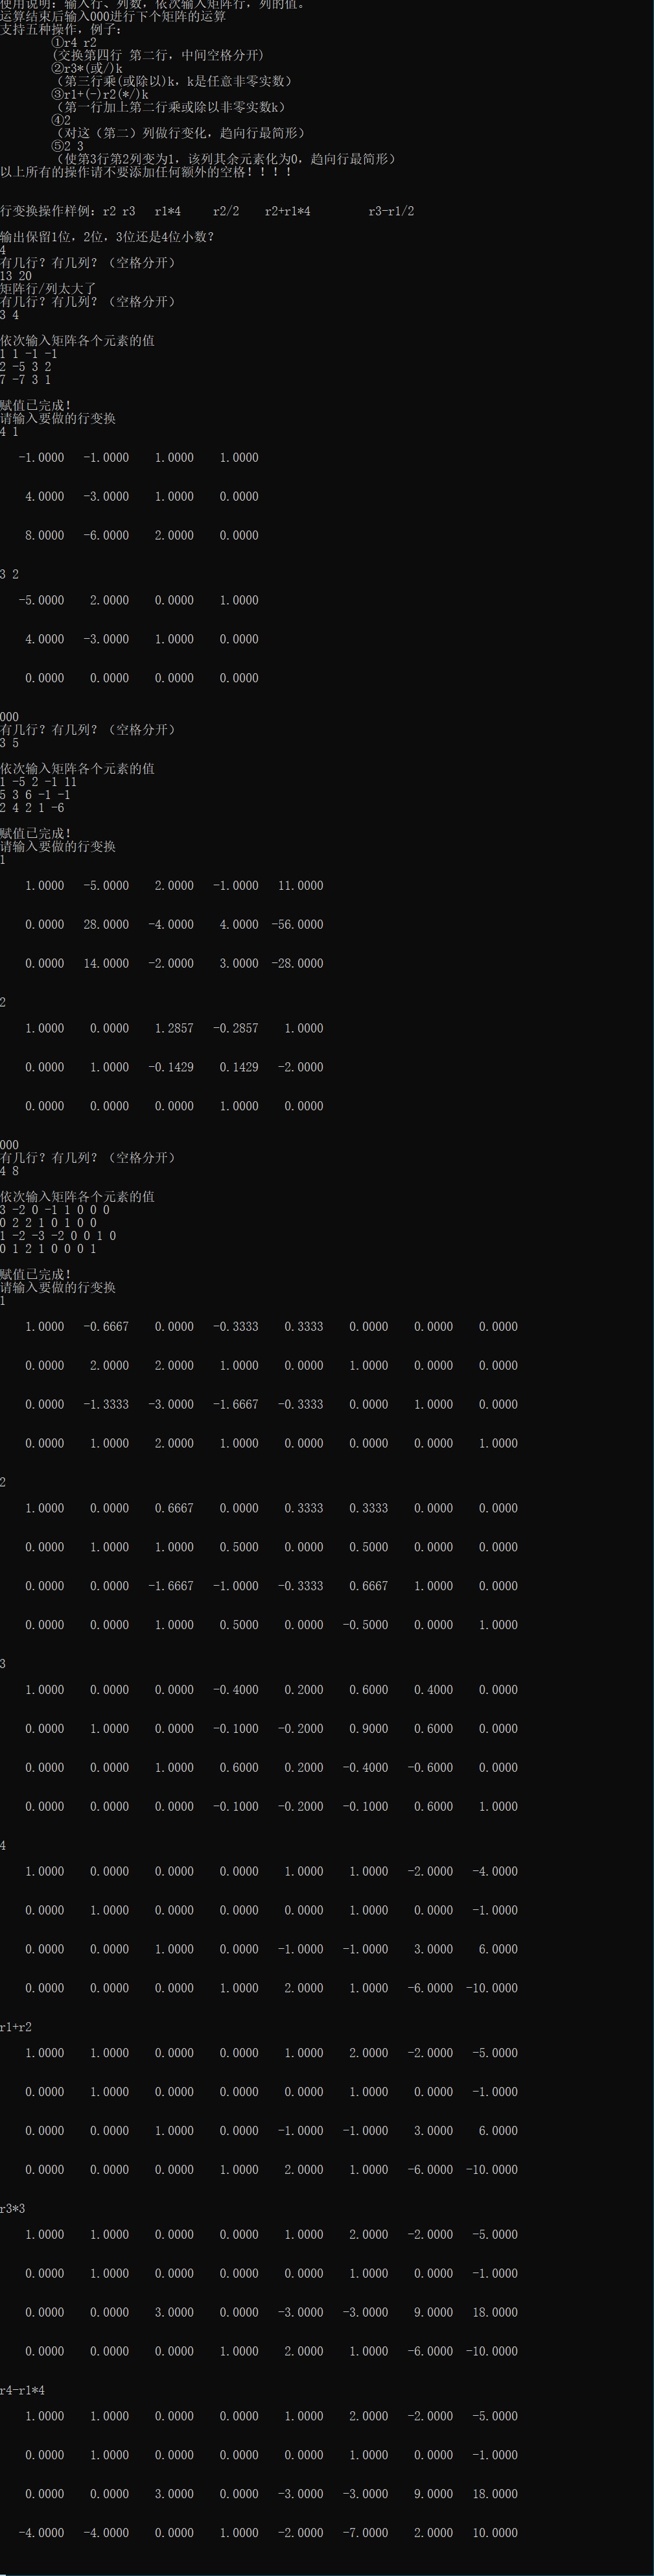 使用说明：输入行、列数，依次输入矩阵行，列的值。
运算结束后输入000进行下个矩阵的运算
支持五种操作，例子：
①r4 r2
(交换第四行 第二行，中间空格分开)
②r3*(或/)k
（第三行乘(或除以)k，k是任意非零实数）
③r1+(-)r2(*/)k
（第一行加上第二行乘或除以非零实数k）
④2
（对这（第二）列做行变化，趋向行最简形）
⑤2 3
（使第3行第2列变为1，该列其余元素化为0，趋向行最简形）
以上所有的操作请不要添加任何额外的空格！！！！
行变换操作样例：r2 r3 r1*4 r2/2 r2+r1*4 r3-r1/2
输出保留1位，2位，3位还是4位小数？
4
有几行？有几列？（空格分开）
13 20
矩阵行/列太大了
有几行？有几列？（空格分开）
3 4
依次输入矩阵各个元素的值
1 1 -1 -1
2 -5 3 2
7 -7 3 1
赋值已完成！
请输入要做的行变换
4 1
-1.0000 -1.0000 1.0000 1.0000
4.0000 -3.0000 1.0000 0.0000
8.0000 -6.0000 2.0000 0.0000
3 2
-5.0000 2.0000 0.0000 1.0000
4.0000 -3.0000 1.0000 0.0000
0.0000 0.0000 0.0000 0.0000
000
有几行？有几列？（空格分开）
3 5
依次输入矩阵各个元素的值
1 -5 2 -1 11
5 3 6 -1 -1
2 4 2 1 -6
赋值已完成！
请输入要做的行变换
1
1.0000 -5.0000 2.0000 -1.0000 11.0000
0.0000 28.0000 -4.0000 4.0000 -56.0000
0.0000 14.0000 -2.0000 3.0000 -28.0000
2
1.0000 0.0000 1.2857 -0.2857 1.0000
0.0000 1.0000 -0.1429 0.1429 -2.0000
0.0000 0.0000 0.0000 1.0000 0.0000
000
有几行？有几列？（空格分开）
4 8
依次输入矩阵各个元素的值
3 -2 0 -1 1 0 0 0
0 2 2 1 0 1 0 0
1 -2 -3 -2 0 0 1 0
0 1 2 1 0 0 0 1
赋值已完成！
请输入要做的行变换
1
1.0000 -0.6667 0.0000 -0.3333 0.3333 0.0000 0.0000 0.0000
0.0000 2.0000 2.0000 1.0000 0.0000 1.0000 0.0000 0.0000
0.0000 -1.3333 -3.0000 -1.6667 -0.3333 0.0000 1.0000 0.0000
0.0000 1.0000 2.0000 1.0000 0.0000 0.0000 0.0000 1.0000
2
1.0000 0.0000 0.6667 0.0000 0.3333 0.3333 0.0000 0.0000
0.0000 1.0000 1.0000 0.5000 0.0000 0.5000 0.0000 0.0000
0.0000 0.0000 -1.6667 -1.0000 -0.3333 0.6667 1.0000 0.0000
0.0000 0.0000 1.0000 0.5000 0.0000 -0.5000 0.0000 1.0000
3
1.0000 0.0000 0.0000 -0.4000 0.2000 0.6000 0.4000 0.0000
0.0000 1.0000 0.0000 -0.1000 -0.2000 0.9000 0.6000 0.0000
0.0000 0.0000 1.0000 0.6000 0.2000 -0.4000 -0.6000 0.0000
0.0000 0.0000 0.0000 -0.1000 -0.2000 -0.1000 0.6000 1.0000
4
1.0000 0.0000 0.0000 0.0000 1.0000 1.0000 -2.0000 -4.0000
0.0000 1.0000 0.0000 0.0000 0.0000 1.0000 0.0000 -1.0000
0.0000 0.0000 1.0000 0.0000 -1.0000 -1.0000 3.0000 6.0000
0.0000 0.0000 0.0000 1.0000 2.0000 1.0000 -6.0000 -10.0000
r1+r2
1.0000 1.0000 0.0000 0.0000 1.0000 2.0000 -2.0000 -5.0000
0.0000 1.0000 0.0000 0.0000 0.0000 1.0000 0.0000 -1.0000
0.0000 0.0000 1.0000 0.0000 -1.0000 -1.0000 3.0000 6.0000
0.0000 0.0000 0.0000 1.0000 2.0000 1.0000 -6.0000 -10.0000
r3*3
1.0000 1.0000 0.0000 0.0000 1.0000 2.0000 -2.0000 -5.0000
0.0000 1.0000 0.0000 0.0000 0.0000 1.0000 0.0000 -1.0000
0.0000 0.0000 3.0000 0.0000 -3.0000 -3.0000 9.0000 18.0000
0.0000 0.0000 0.0000 1.0000 2.0000 1.0000 -6.0000 -10.0000
r4-r1*4
1.0000 1.0000 0.0000 0.0000 1.0000 2.0000 -2.0000 -5.0000
0.0000 1.0000 0.0000 0.0000 0.0000 1.0000 0.0000 -1.0000
0.0000 0.0000 3.0000 0.0000 -3.0000 -3.0000 9.0000 18.0000
-4.0000 -4.0000 0.0000 1.0000 -2.0000 -7.0000 2.0000 10.0000